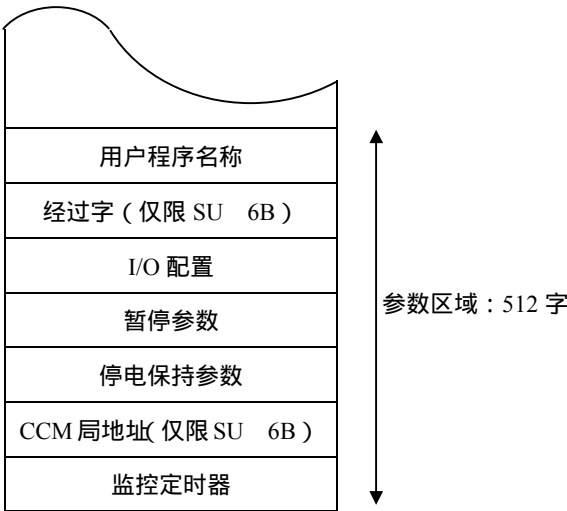 用户程序名称
经过字（仅限 SU 6B）
I/O 配置
暂停参数
停电保持参数
CCM 局地址（仅限 SU 6B）
监控定时器
参数区域：512 字